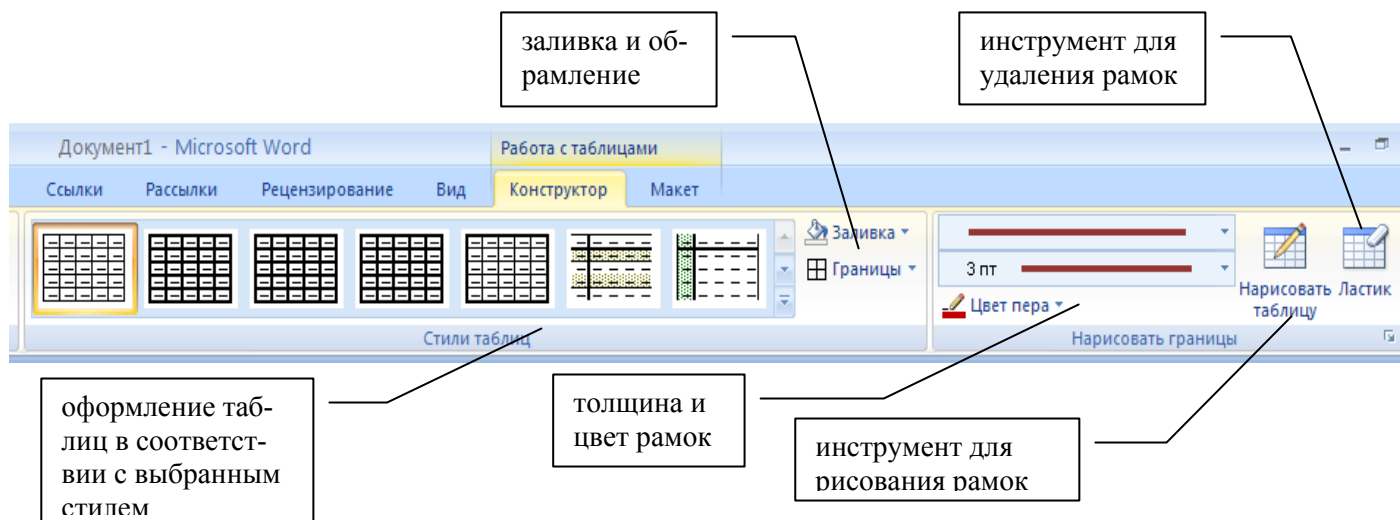 заливка и об-
рамление
инструмент для
удаления рамок
Документ1 - Microsoft Word
Работа с таблицами
Ссылки Рассылки Рецензирование Вид Конструктор Макет
Заливка
Границы
3 пт
Цвет пера
Нарисовать таблицу
Ластик
Стили таблиц
Нарисовать границы
оформление таб-
лиц в соответст-
вии с выбранным
стилем
толщина и
цвет рамок
инструмент для
рисования рамок